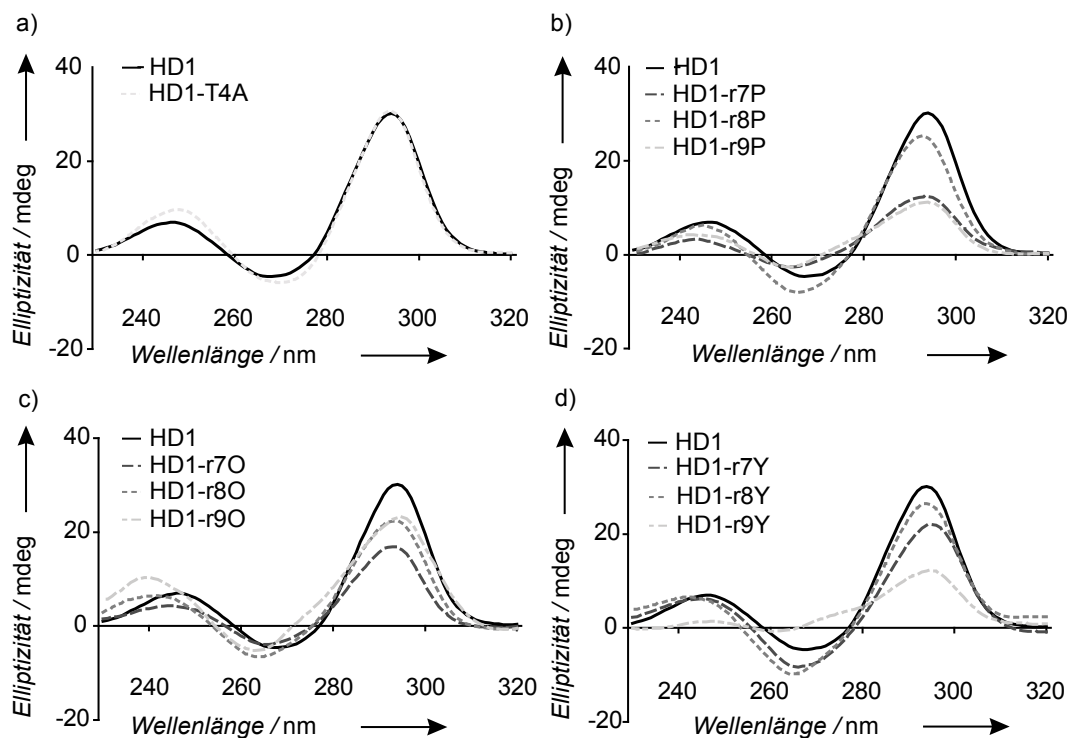 a)
Elliptizität / mdeg
40
20
0
-20
HD1
HD1-T4A
240 260 280 300 320
Wellenlänge / nm
b)
Elliptizität / mdeg
40
20
0
-20
HD1
HD1-r7P
HD1-r8P
HD1-r9P
240 260 280 300 320
Wellenlänge / nm
c)
Elliptizität / mdeg
40
20
0
-20
HD1
HD1-r7O
HD1-r8O
HD1-r9O
240 260 280 300 320
Wellenlänge / nm
d)
Elliptizität / mdeg
40
20
0
-20
HD1
HD1-r7Y
HD1-r8Y
HD1-r9Y
240 260 280 300 320
Wellenlänge / nm